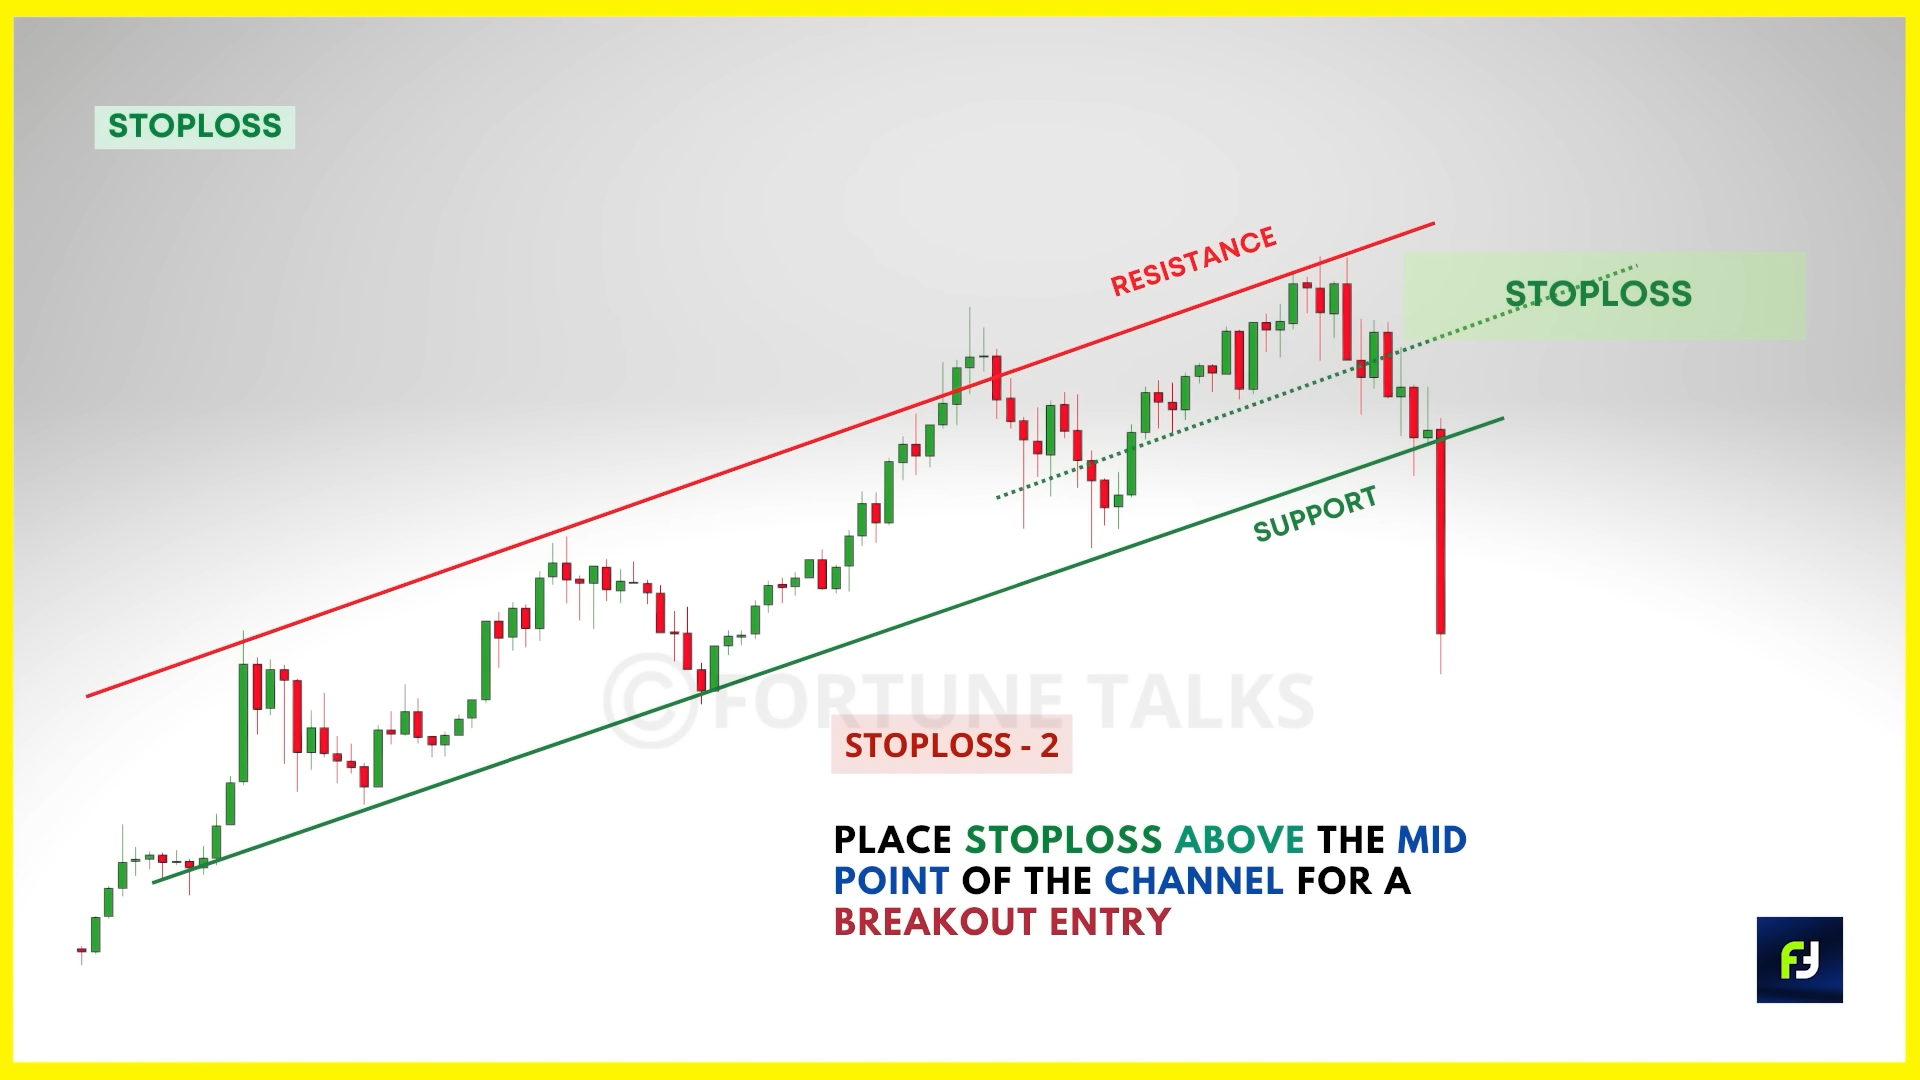 STOPLOSS
RESISTANCE
STOPLOSS
SUPPORT
©FORTUNE TALKS
STOPLOSS - 2
PLACE STOPLOSS ABOVE THE MID
POINT OF THE CHANNEL FOR A
BREAKOUT ENTRY